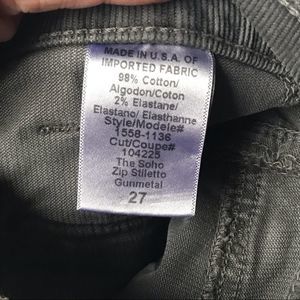 MADE IN U.S.A. OF
IMPORTED FABRIC
98% Cotton/
Algodon/Coton
2% Elastane/
Elastano/ Elasthanne
Style/Modele#
1558-1136
Cut/Coupe#
104225
The Soho
Zip Stiletto
Gunmetal
27